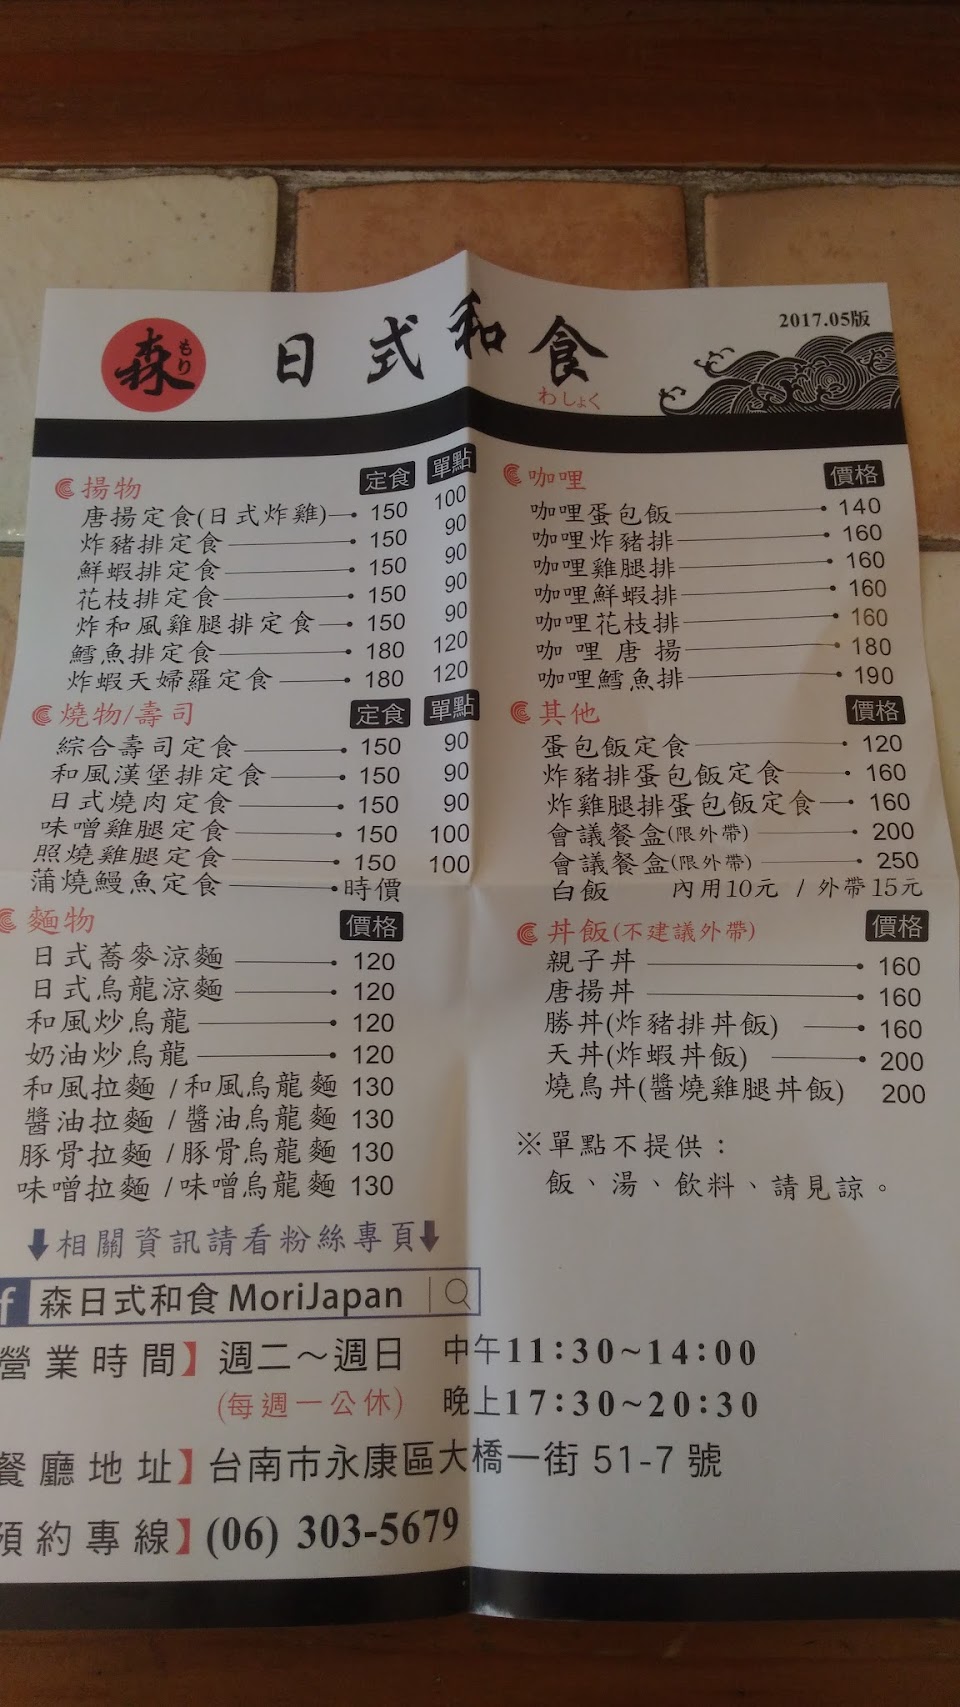 森 もり
日式和食
わしょく
2017.05版
揚物 定食 單點
唐揚定食(日式炸雞) 150 100
炸豬排定食 150 90
鮮蝦排定食 150 90
花枝排定食 150 90
炸和風雞腿排定食 150 90
鱈魚排定食 180 120
炸蝦天婦羅定食 180 120
燒物/壽司 定食 單點
綜合壽司定食 150 90
和風漢堡排定食 150 90
日式燒肉定食 150 90
味噌雞腿定食 150 100
照燒雞腿定食 150 100
蒲燒鰻魚定食 時價
麵物 價格
日式蕎麥涼麵 120
日式烏龍涼麵 120
和風炒烏龍 120
奶油炒烏龍 120
和風拉麵 /和風烏龍麵 130
醬油拉麵 /醬油烏龍麵 130
豚骨拉麵 /豚骨烏龍麵 130
味噌拉麵 /味噌烏龍麵 130
咖哩 價格
咖哩蛋包飯 140
咖哩炸豬排 160
咖哩雞腿排 160
咖哩鮮蝦排 160
咖哩花枝排 160
咖哩唐揚 180
咖哩鱈魚排 190
其他 價格
蛋包飯定食 120
炸豬排蛋包飯定食 160
炸雞腿排蛋包飯定食 160
會議餐盒(限外帶) 200
會議餐盒(限外帶) 250
白飯 內用10元 / 外帶15元
丼飯(不建議外帶) 價格
親子丼 160
唐揚丼 160
勝丼(炸豬排丼飯) 160
天丼(炸蝦丼飯) 200
燒鳥丼(醬燒雞腿丼飯) 200
※單點不提供：
飯、湯、飲料、請見諒。
⬇相關資訊請看粉絲專頁⬇
f 森日式和食 MoriJapan
營業時間】週二～週日 中午11:30~14:00
(每週一公休) 晚上17:30~20:30
餐廳地址】台南市永康區大橋一街 51-7 號
預約專線】(06) 303-5679